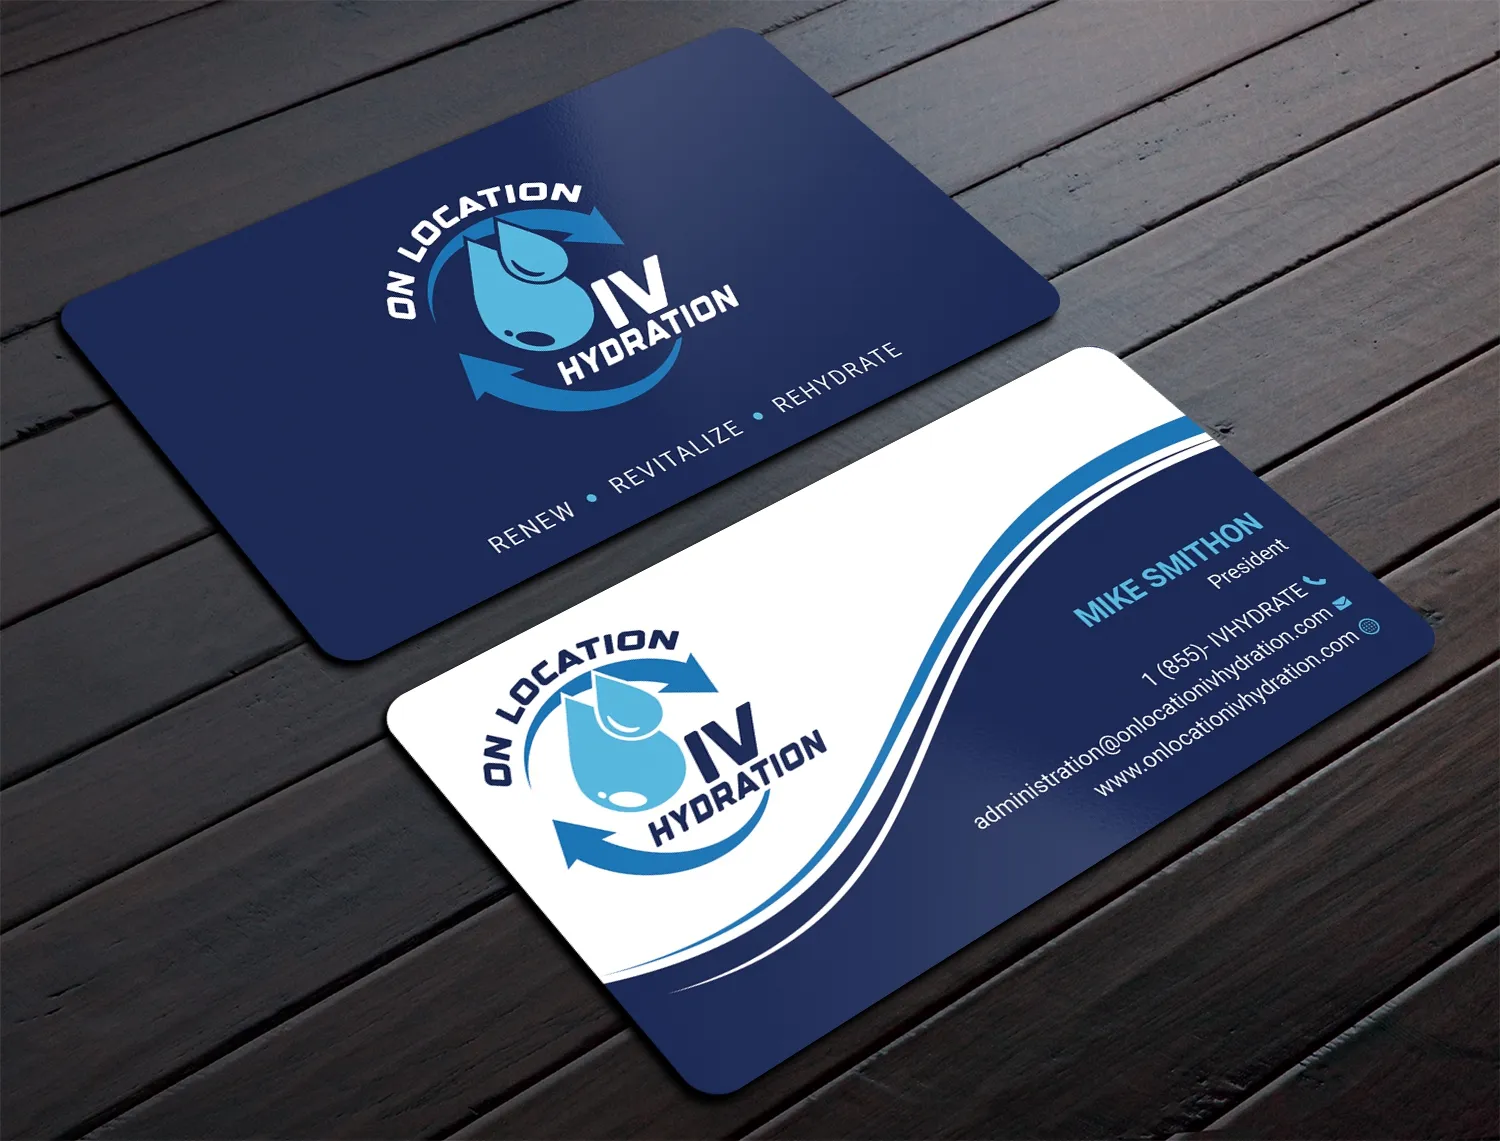 ON LOCATION
IV
HYDRATION
RENEW • REVITALIZE • REHYDRATE
ON LOCATION
IV
HYDRATION
MIKE SMITHON
President
1 (855)- IVHYDRATE
administration@onlocationivhydration.com
www.onlocationivhydration.com